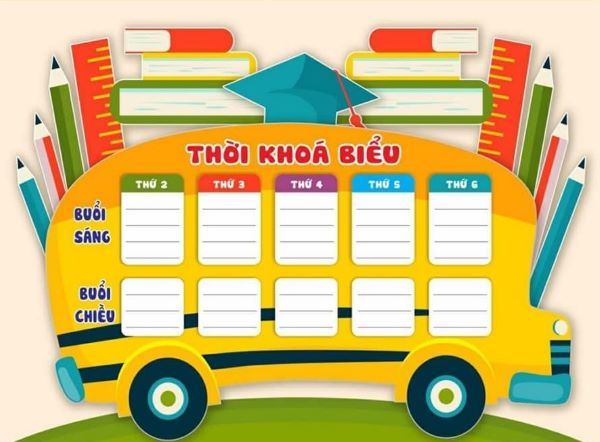 THỜI KHOÁ BIỂU
THỨ 2 THỨ 3 THỨ 4 THỨ 5 THỨ 6
BUỔI
SÁNG
BUỔI
CHIỀU